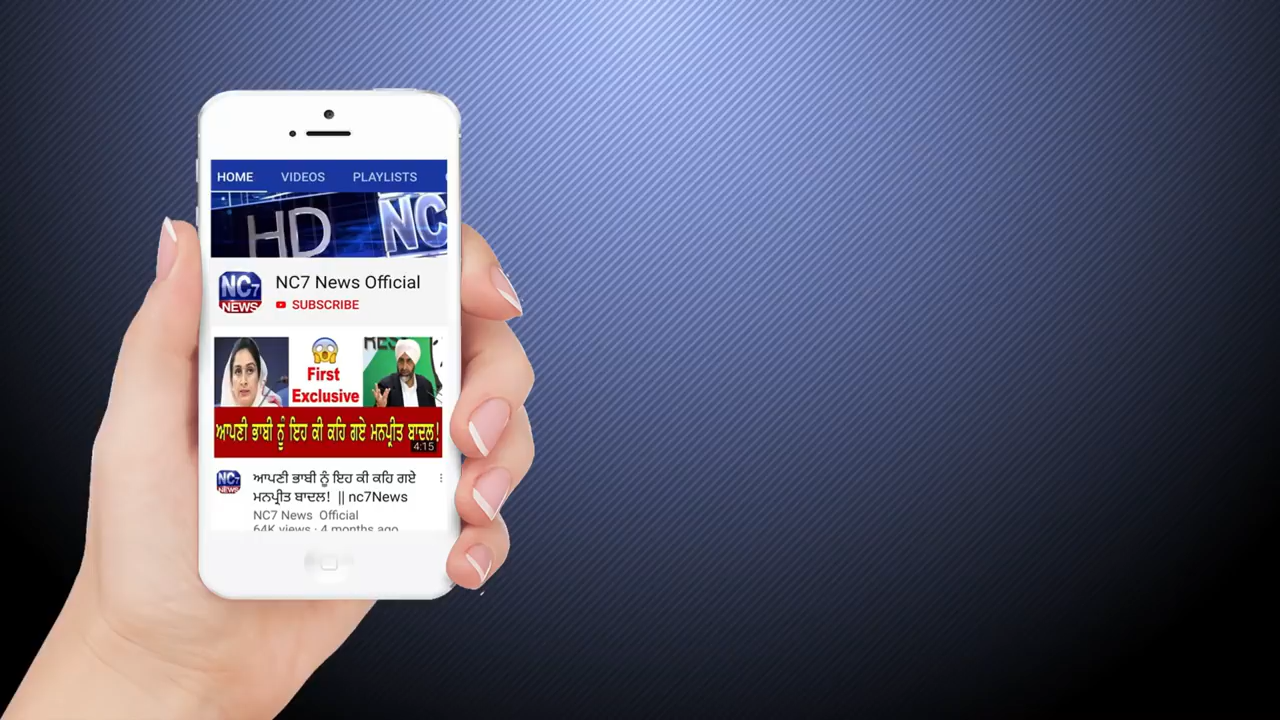 HOME VIDEOS PLAYLISTS
HD NC
NC7 News Official
NC7
NEWS
SUBSCRIBE
First
Exclusive
ਆਪਣੀ ਭਾਬੀ ਨੂੰ ਇਹ ਕੀ ਕਹਿ ਗਏ ਮਨਪ੍ਰੀਤ ਬਾਦਲ!
4:15
NC7
NEWS
ਆਪਣੀ ਭਾਬੀ ਨੂੰ ਇਹ ਕੀ ਕਹਿ ਗਏ
ਮਨਪ੍ਰੀਤ ਬਾਦਲ! || nc7News
NC7 News Official
64K views · 4 months ago